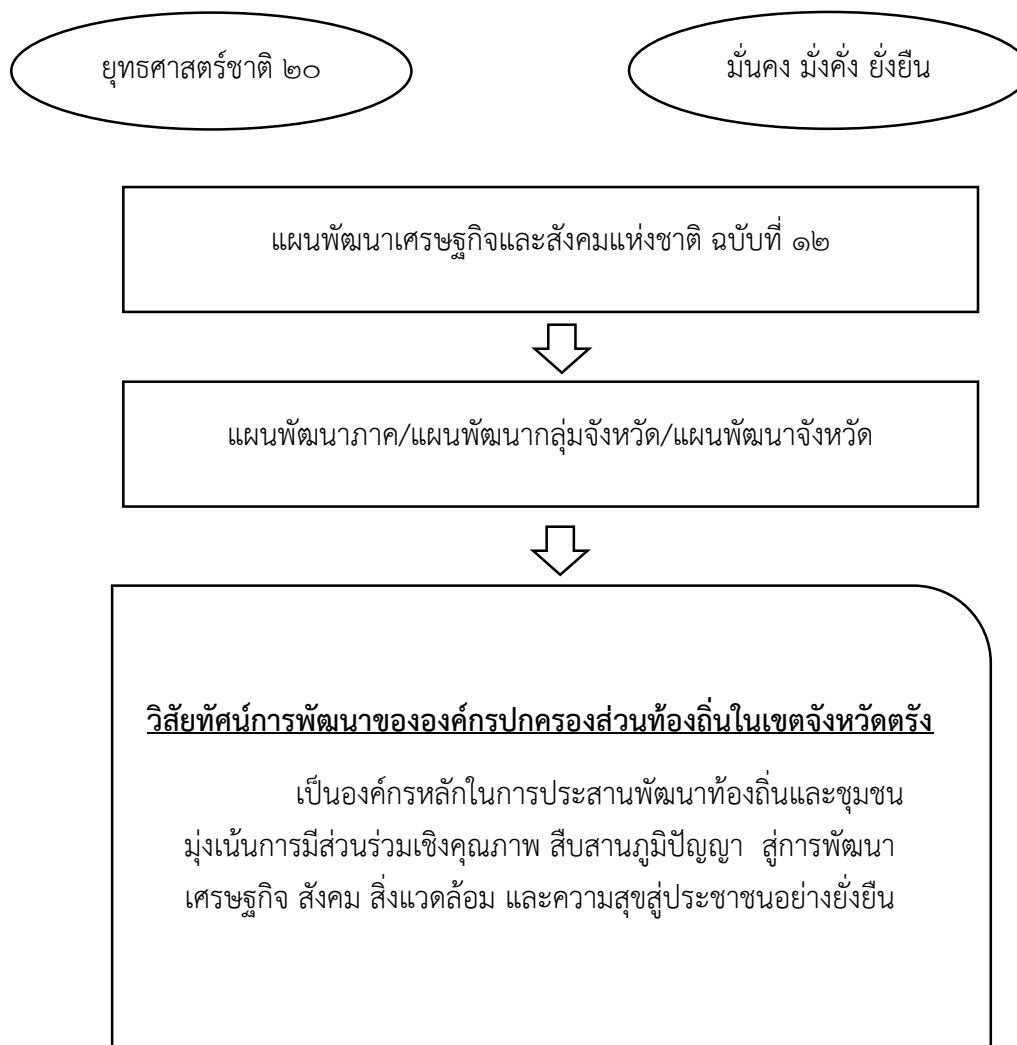 ยุทธศาสตร์ชาติ ๒๐
มั่นคง มั่งคั่ง ยั่งยืน
แผนพัฒนาเศรษฐกิจและสังคมแห่งชาติ ฉบับที่ ๑๒
แผนพัฒนาภาค/แผนพัฒนากลุ่มจังหวัด/แผนพัฒนาจังหวัด
วิสัยทัศน์การพัฒนาขององค์กรปกครองส่วนท้องถิ่นในเขตจังหวัดตรัง
เป็นองค์กรหลักในการประสานพัฒนาท้องถิ่นและชุมชน
มุ่งเน้นการมีส่วนร่วมเชิงคุณภาพ สืบสานภูมิปัญญา สู่การพัฒนา
เศรษฐกิจ สังคม สิ่งแวดล้อม และความสุขสู่ประชาชนอย่างยั่งยืน